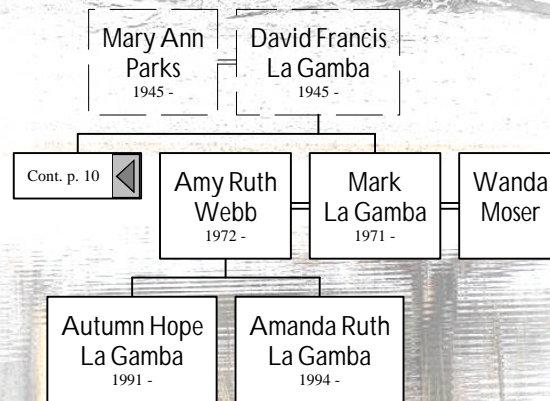 Mary Ann
Parks
1945 -
David Francis
La Gamba
1945 -
Cont. p. 10
Amy Ruth
Webb
1972 -
Mark
La Gamba
1971 -
Wanda
Moser
Autumn Hope
La Gamba
1991 -
Amanda Ruth
La Gamba
1994 -